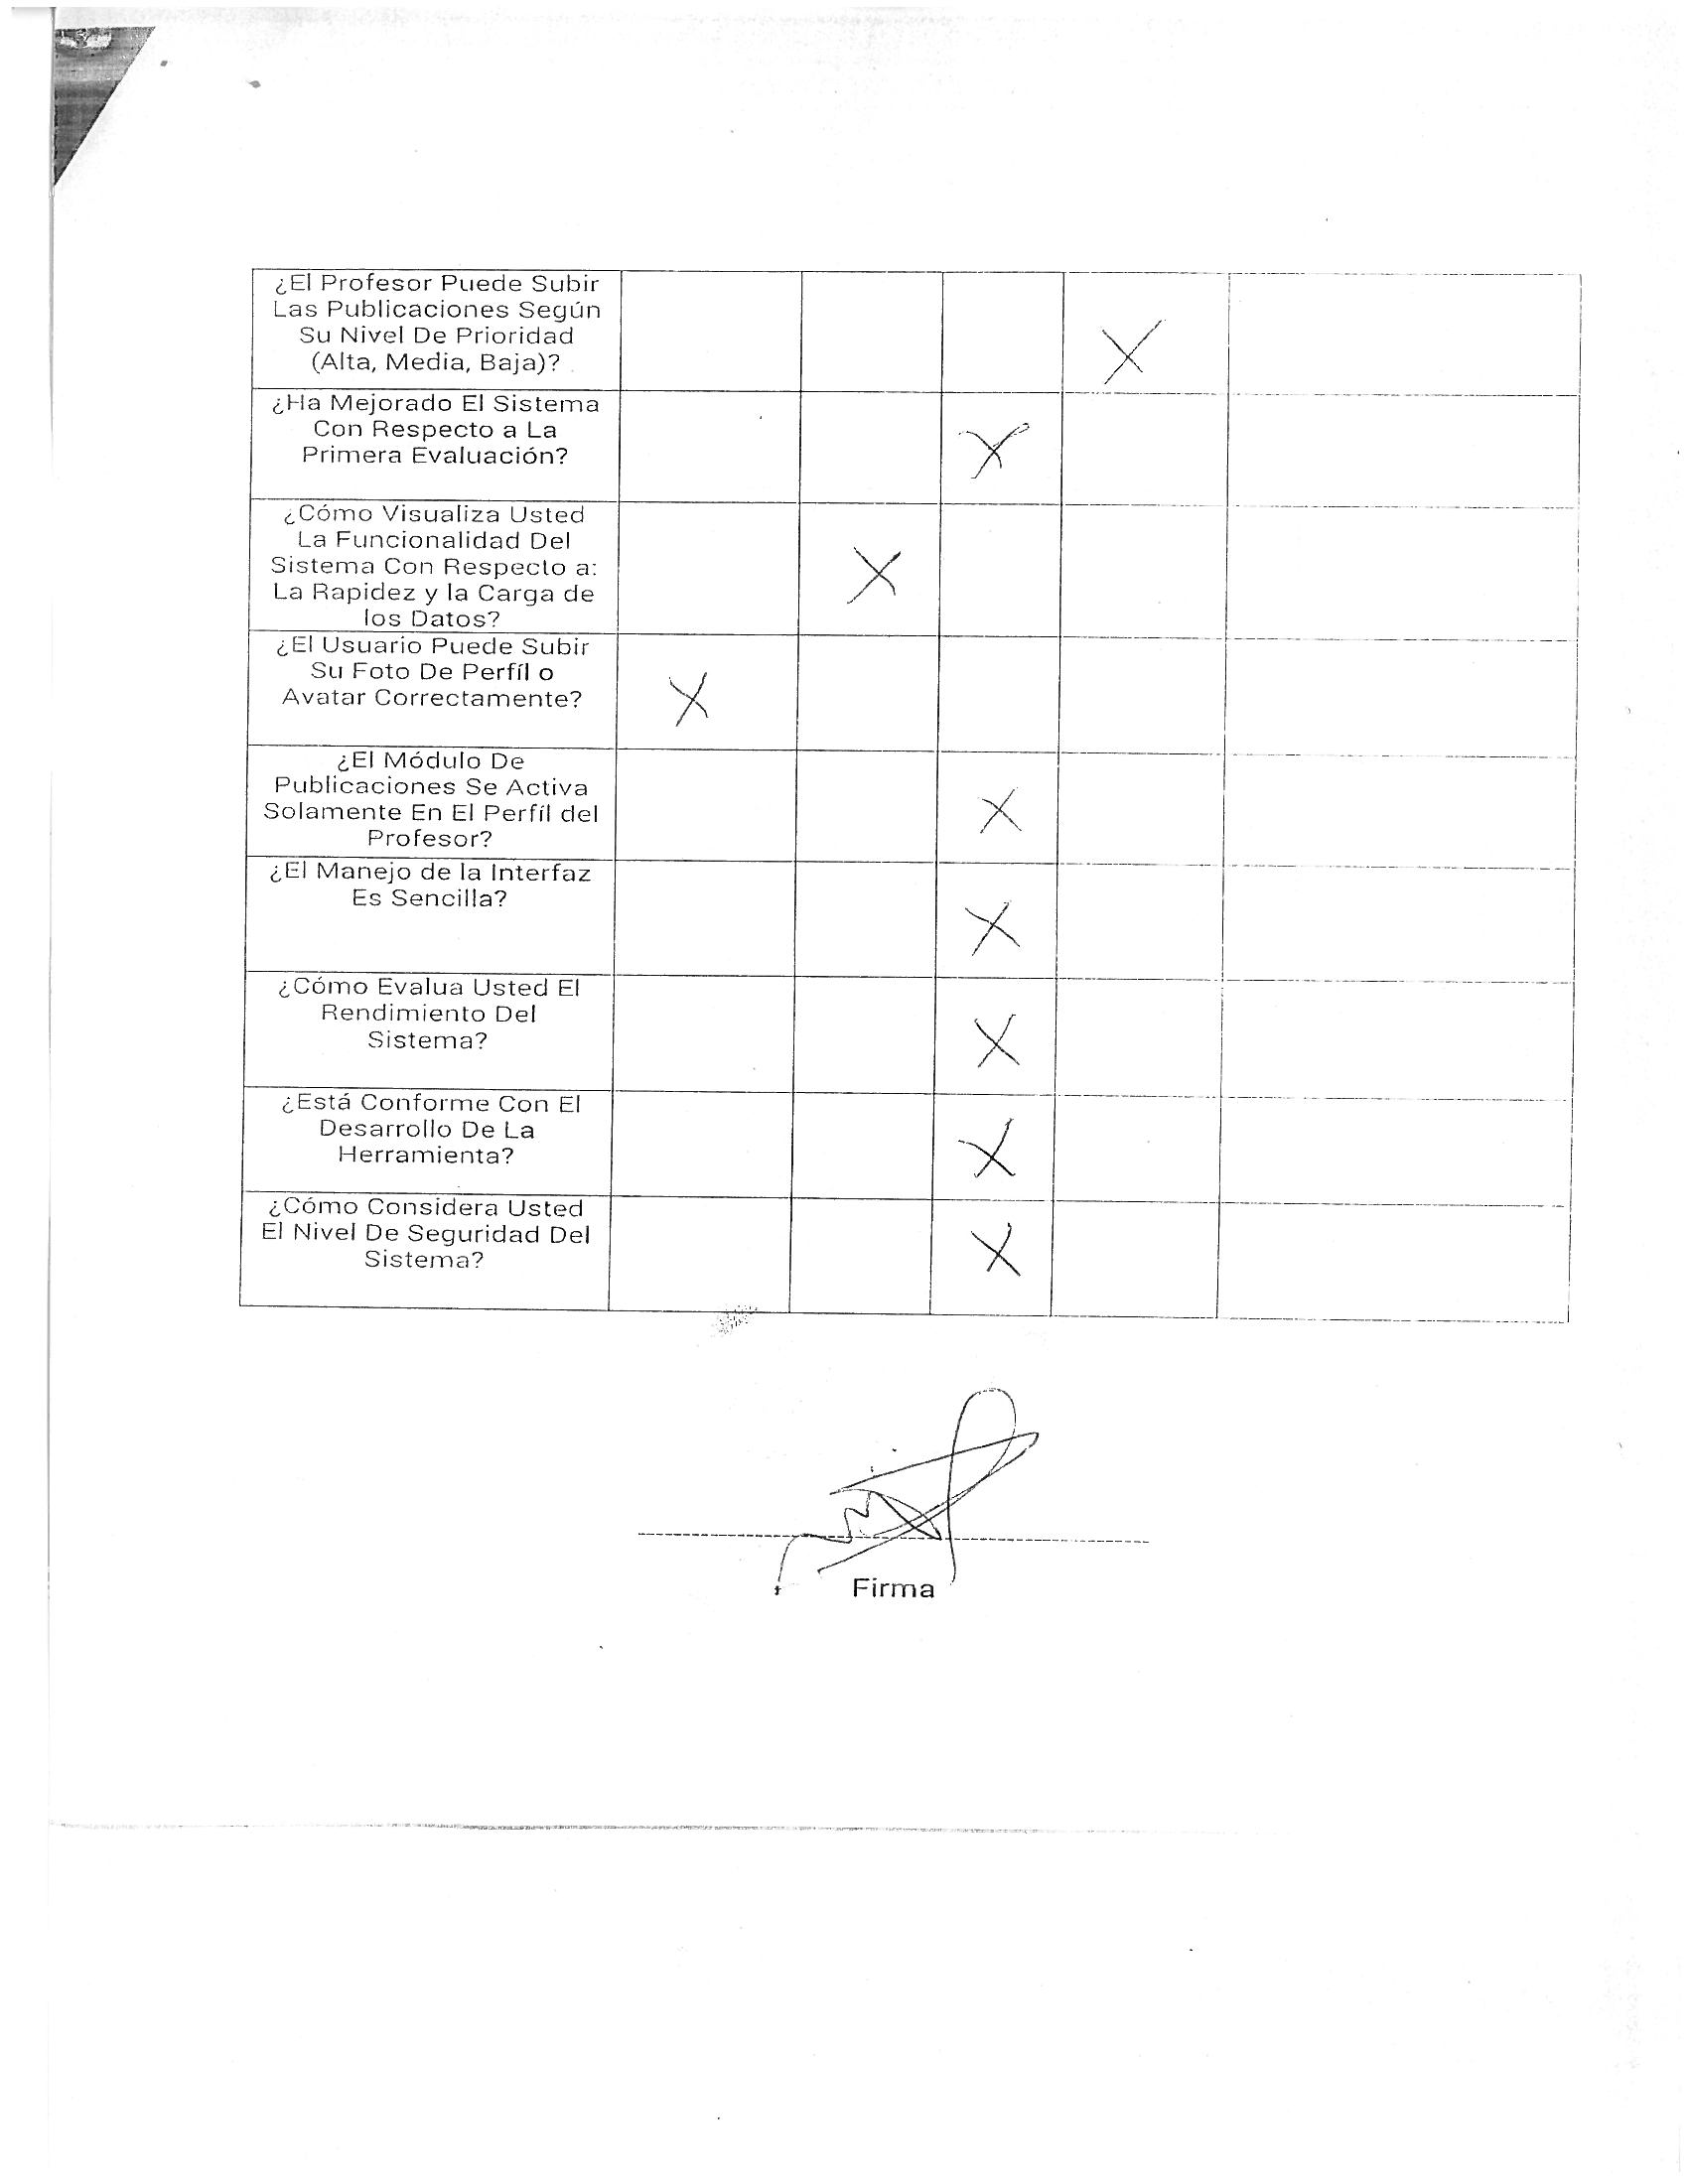 ¿El Profesor Puede Subir
Las Publicaciones Según
Su Nivel De Prioridad
(Alta, Media, Baja)?
X
¿Ha Mejorado El Sistema
Con Respecto a La
Primera Evaluación?
X
¿Cómo Visualiza Usted
La Funcionalidad Del
Sistema Con Respecto a:
La Rapidez y la Carga de
los Datos?
X
¿El Usuario Puede Subir
Su Foto De Perfíl o
Avatar Correctamente?
X
¿El Módulo De
Publicaciones Se Activa
Solamente En El Perfíl del
Profesor?
X
¿El Manejo de la Interfaz
Es Sencilla?
X
¿Cómo Evalua Usted El
Rendimiento Del
Sistema?
X
¿Está Conforme Con El
Desarrollo De La
Herramienta?
X
¿Cómo Considera Usted
El Nivel De Seguridad Del
Sistema?
X
Firma